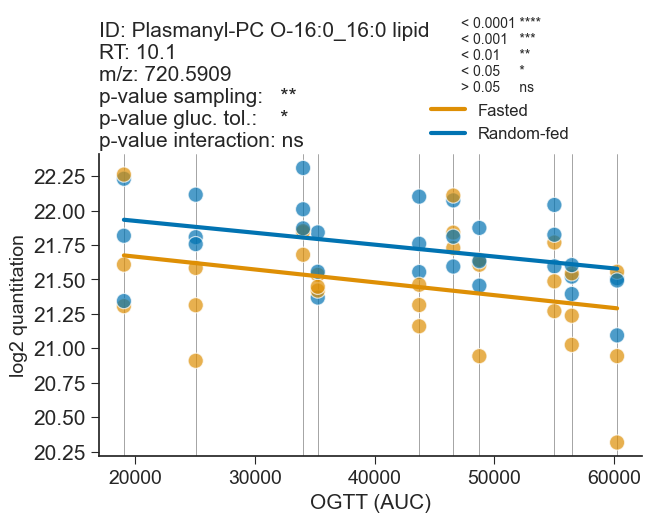 ID: Plasmanyl-PC O-16:0_16:0 lipid
RT: 10.1
m/z: 720.5909
p-value sampling: **
p-value gluc. tol.: *
p-value interaction: ns
< 0.0001 ****
< 0.001 ***
< 0.01 **
< 0.05 *
> 0.05 ns
Fasted
Random-fed
22.25
22.00
21.75
21.50
21.25
21.00
20.75
20.50
20.25
log2 quantitation
20000 30000 40000 50000 60000
OGTT (AUC)